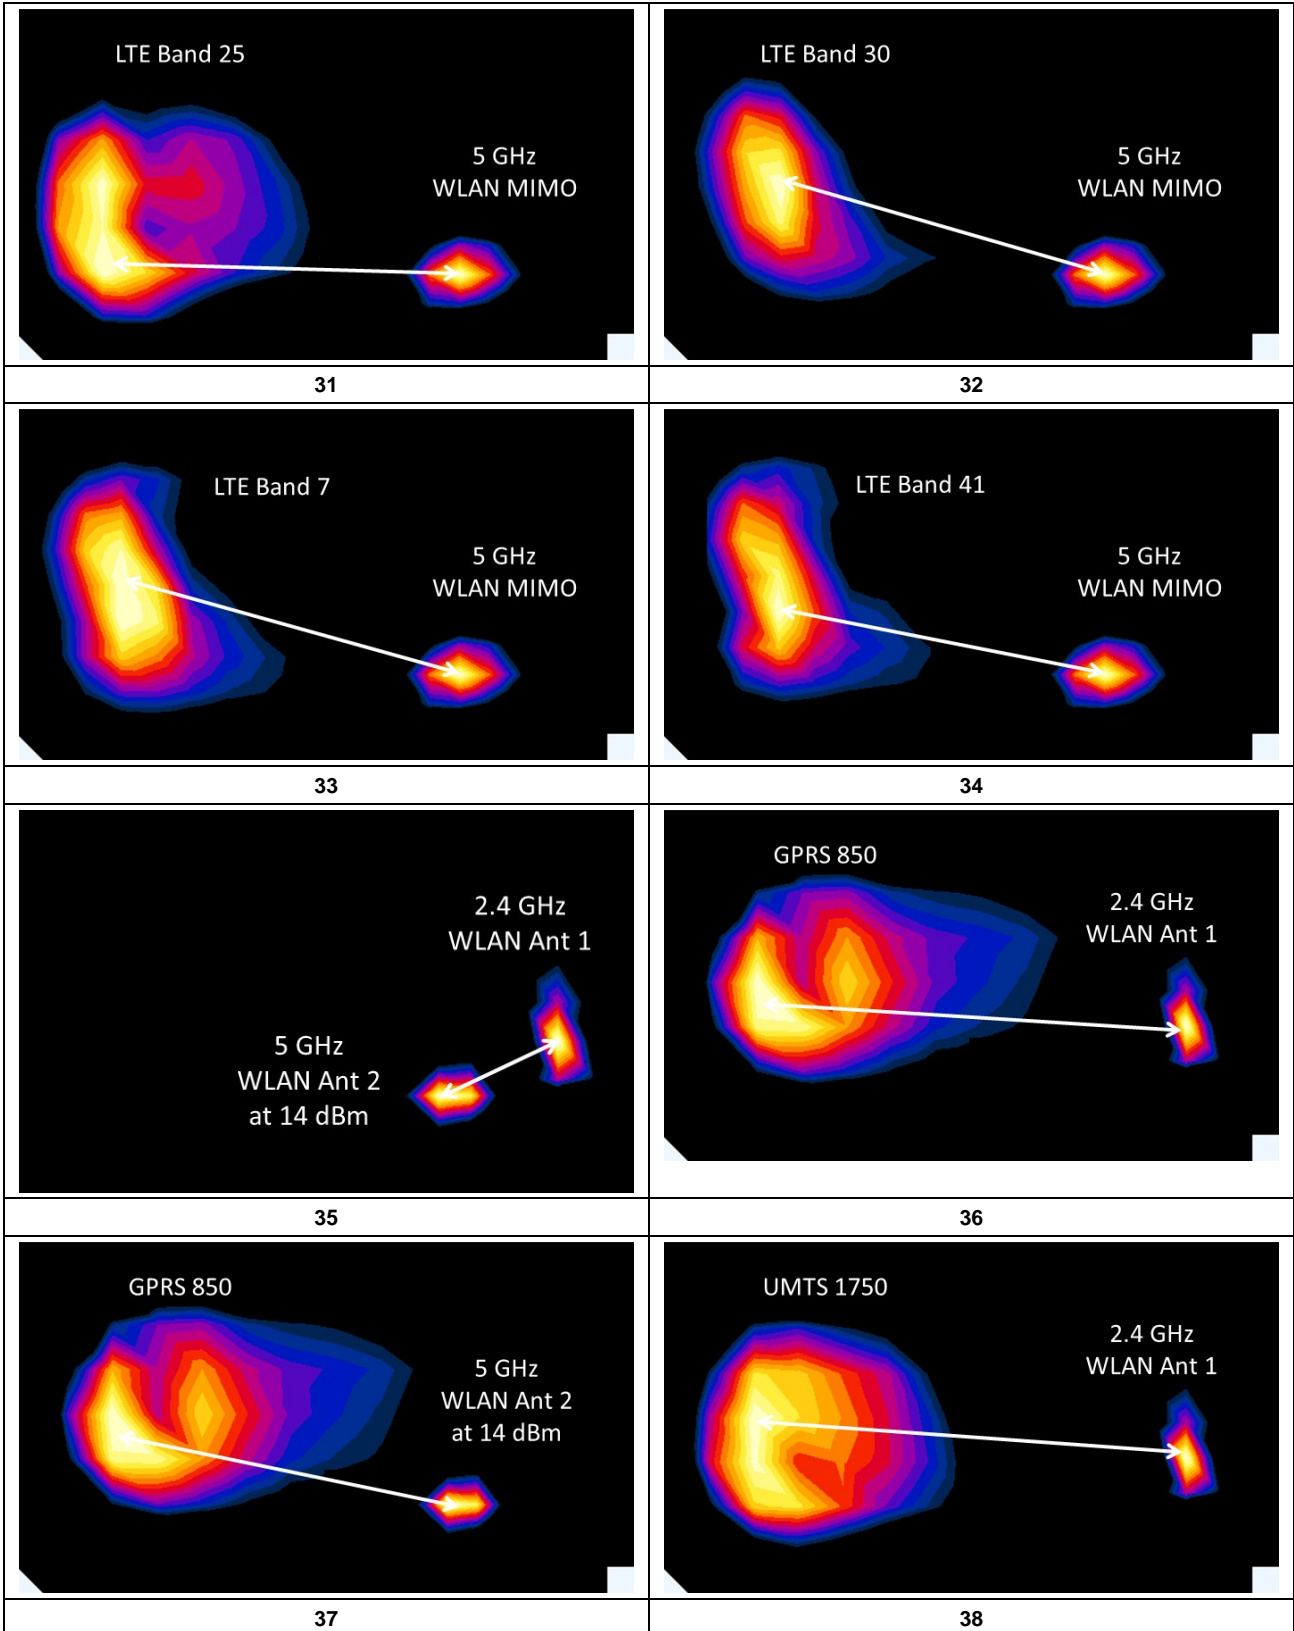 LTE Band 25
5 GHz
WLAN MIMO
LTE Band 30
5 GHz
WLAN MIMO
31
32
LTE Band 7
5 GHz
WLAN MIMO
LTE Band 41
5 GHz
WLAN MIMO
33
34
2.4 GHz
WLAN Ant 1
5 GHz
WLAN Ant 2
at 14 dBm
GPRS 850
2.4 GHz
WLAN Ant 1
35
36
GPRS 850
5 GHz
WLAN Ant 2
at 14 dBm
UMTS 1750
2.4 GHz
WLAN Ant 1
37
38